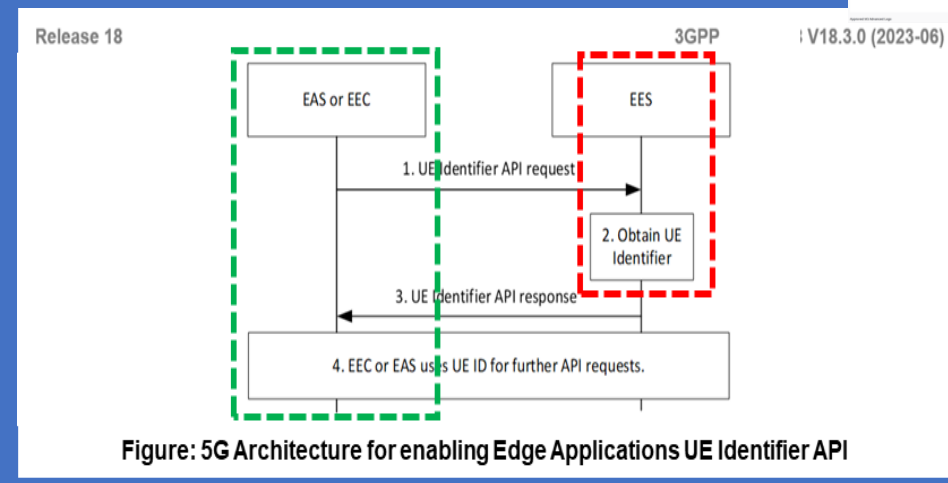 Release 18
3GPP
V18.3.0 (2023-06)
EAS or EEC
EES
1. UE Identifier API request
2. Obtain UE
Identifier
3. UE Identifier API response
4. EEC or EAS uses UE ID for further API requests.
Figure: 5G Architecture for enabling Edge Applications UE Identifier API